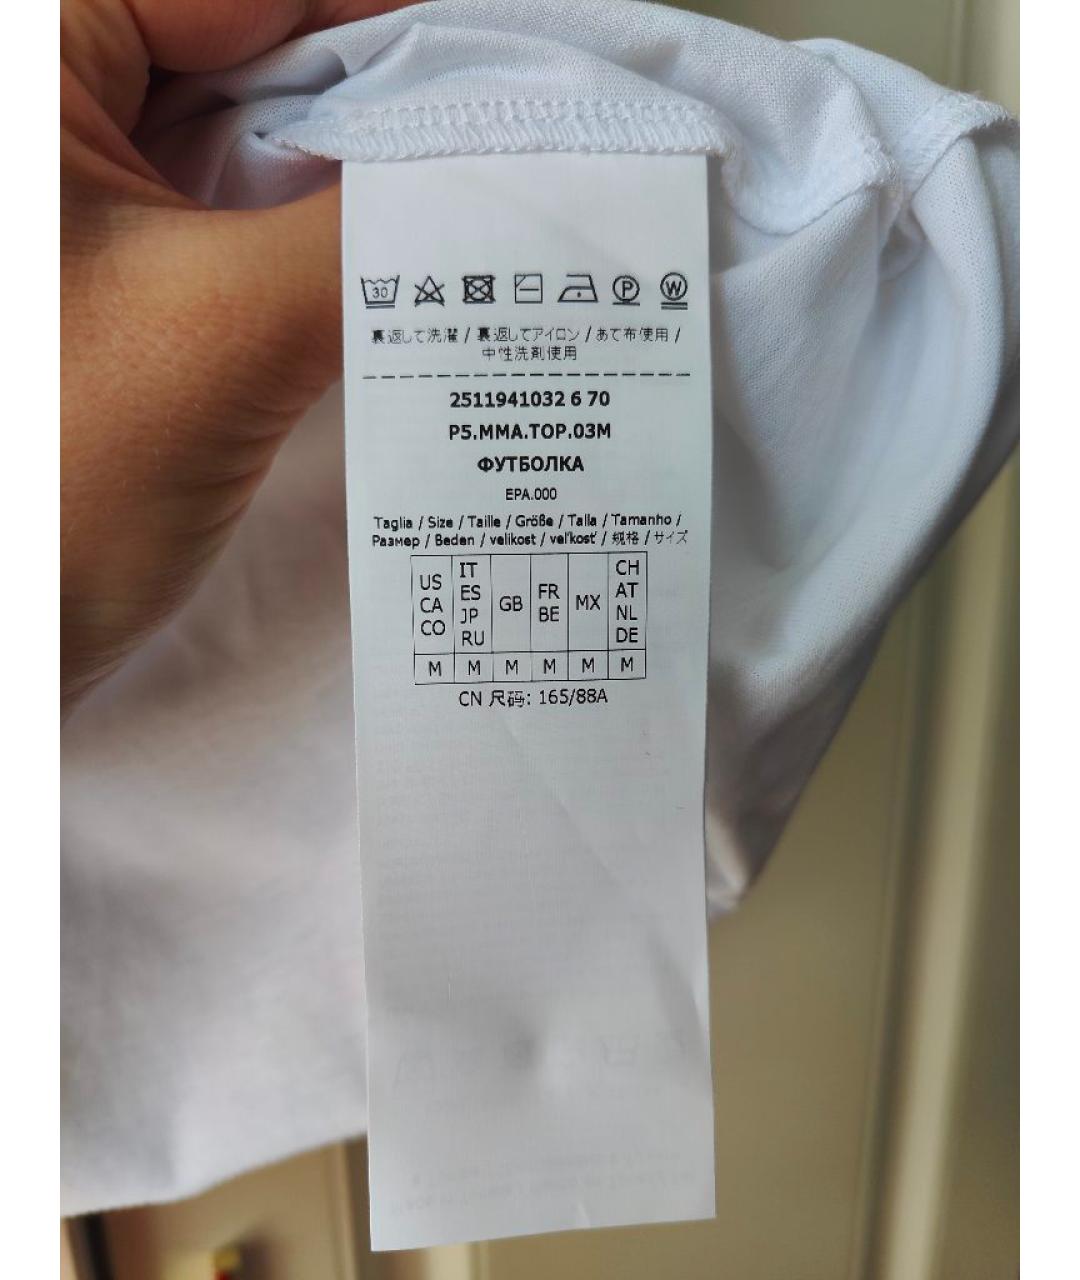 30 P W
裏返して洗濯 / 裏返してアイロン / あて布使用 /
中性洗剤使用
2511941032 6 70
P5.MMA.TOP.03M
ФУТБОЛКА
EPA.000
Taglia / Size / Taille / Größe / Talla / Tamanho /
Размер / Beden / velikost / veľkosť / 规格 / サイズ
US CA CO
IT ES JP RU
GB
FR BE
MX
CH AT NL DE
M M M M M M
CN 尺码: 165/88A